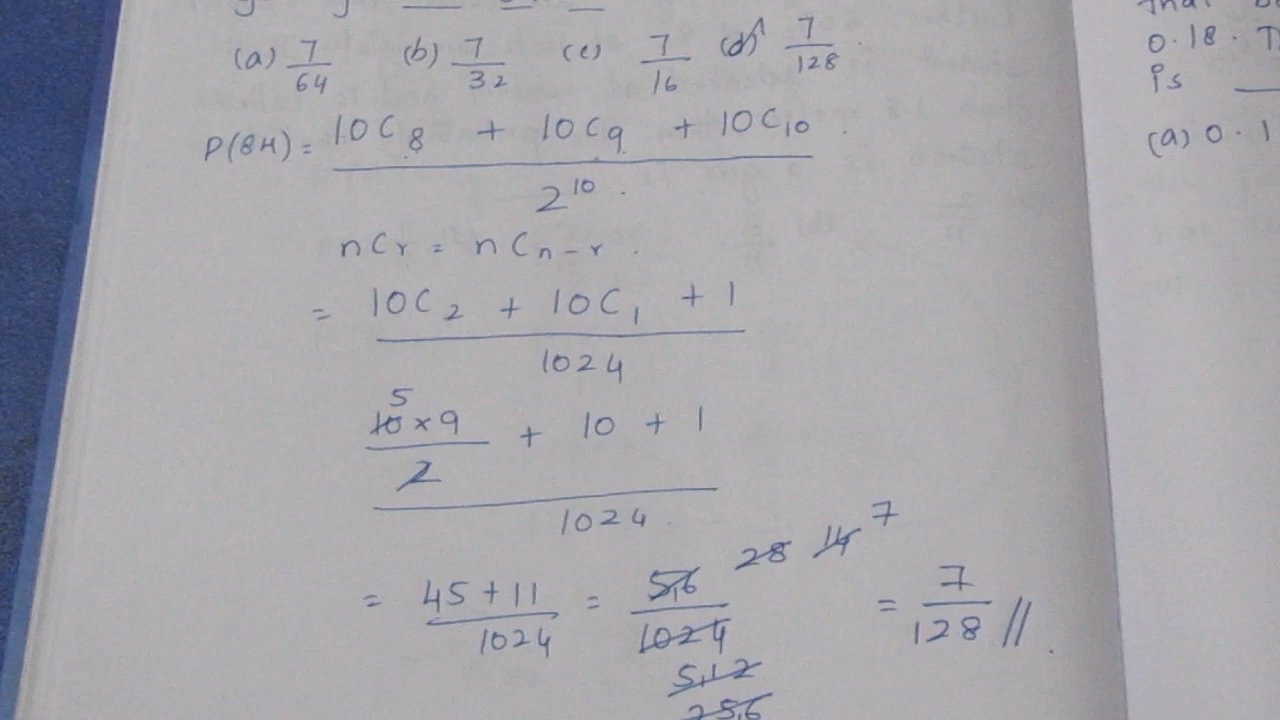 (a) 7/64 (b) 7/32 (c) 7/16 (d) 7/128
P(8H) = 10C8 + 10C9 + 10C10
2^10
nCr = nCn-r
= 10C2 + 10C1 + 1
1024
5
10 × 9 + 10 + 1
2
1024
= 45 + 11 / 1024 = 56 / 1024 28 14 7 = 7/128 //
512
256
0.18. T
is
(a) 0.1